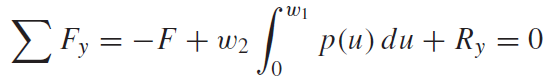 ∑ F_y = −F + w_2 ∫_0^{w_1} p(u) du + R_y = 0